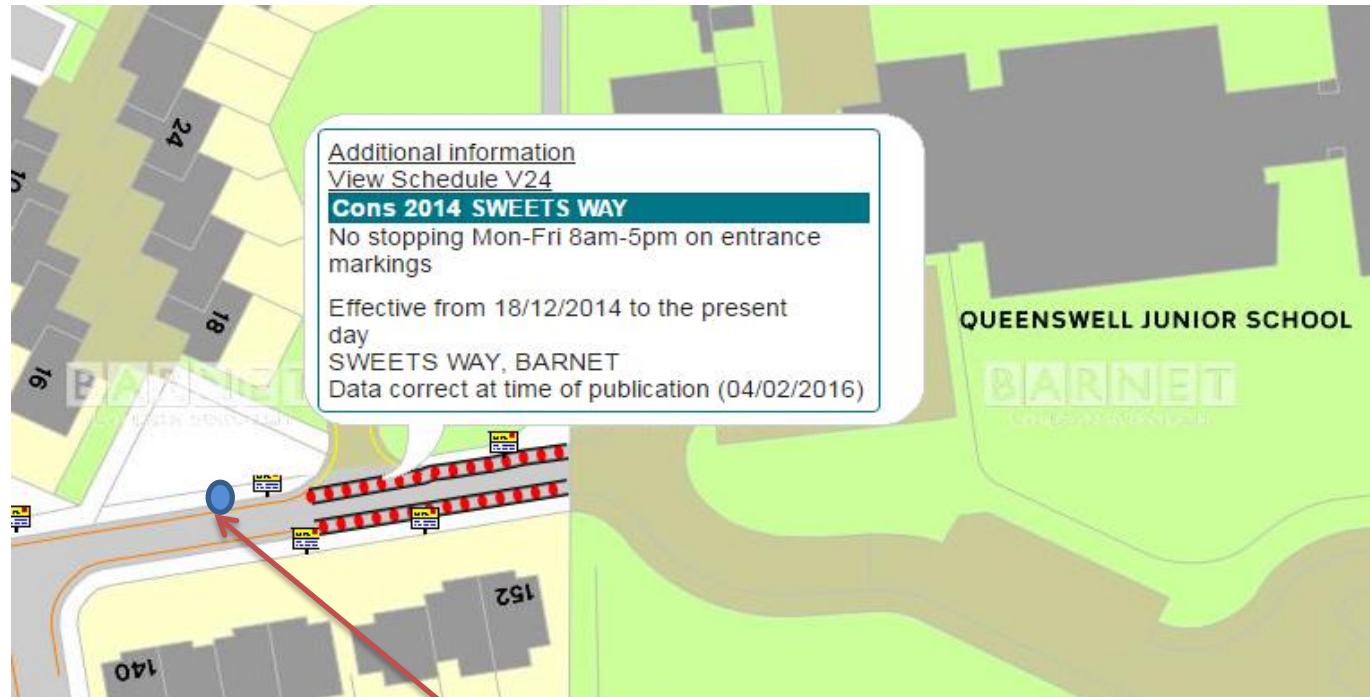 24
10
18
16
Additional information
View Schedule V24
Cons 2014 SWEETS WAY
No stopping Mon-Fri 8am-5pm on entrance
markings
Effective from 18/12/2014 to the present
day
SWEETS WAY, BARNET
Data correct at time of publication (04/02/2016)
QUEENSWELL JUNIOR SCHOOL
BARNET
BARNET
152
140